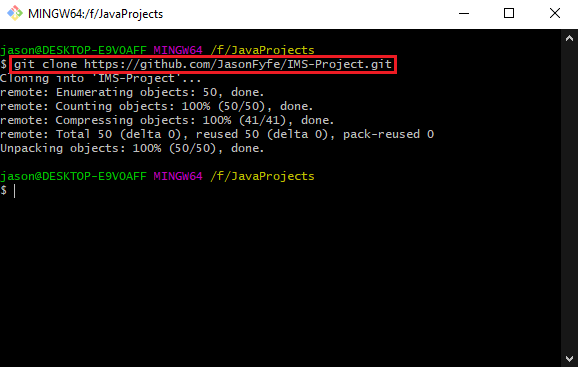 MINGW64:/f/JavaProjects
jason@DESKTOP-E9VOAFF MINGW64 /f/JavaProjects
$ git clone https://github.com/JasonFyfe/IMS-Project.git
Cloning into 'IMS-Project'...
remote: Enumerating objects: 50, done.
remote: Counting objects: 100% (50/50), done.
remote: Compressing objects: 100% (41/41), done.
remote: Total 50 (delta 0), reused 50 (delta 0), pack-reused 0
Unpacking objects: 100% (50/50), done.
jason@DESKTOP-E9VOAFF MINGW64 /f/JavaProjects
$